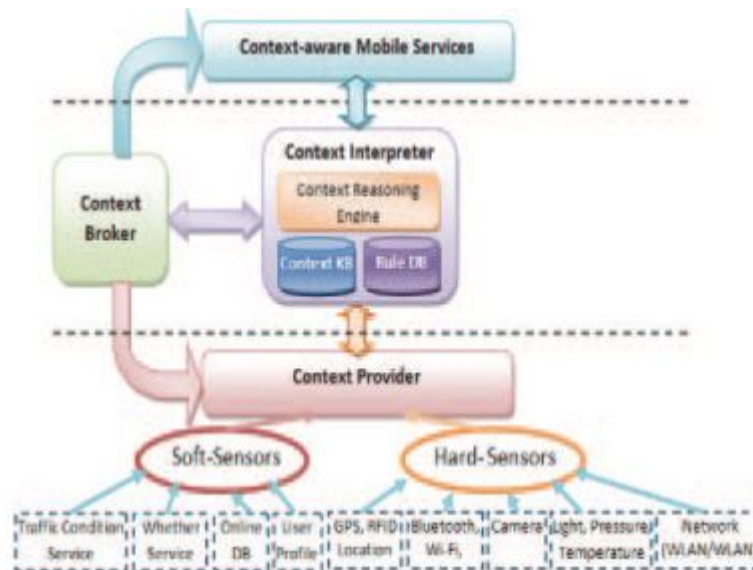 Context-aware Mobile Services
Context Interpreter
Context Reasoning
Engine
Context
Broker
Context KB
Rule DB
Context Provider
Soft-Sensors
Hard-Sensors
Traffic Condition
Service
Whether
Service
Online
DB
User
Profile
GPS, RFID
Location
Bluetooth,
Wi-Fi,
Camera
Light, Pressure,
Temperature
Network
(WLAN/WLAN